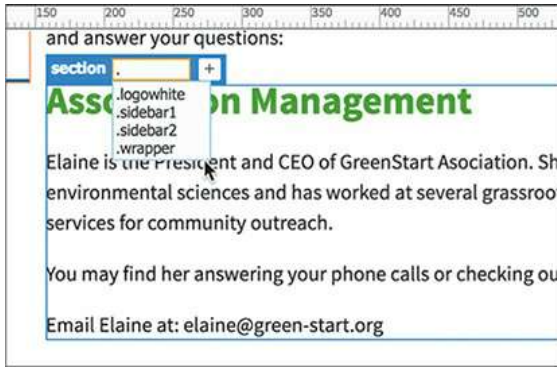 150 200 250 300 350 400 450 500
and answer your questions:
section . +
Asso on Management
.logowhite
.sidebar1
.sidebar2
.wrapper
Elaine is the President and CEO of GreenStart Asociation. Sh
environmental sciences and has worked at several grassroo
services for community outreach.
You may find her answering your phone calls or checking ou
Email Elaine at: elaine@green-start.org